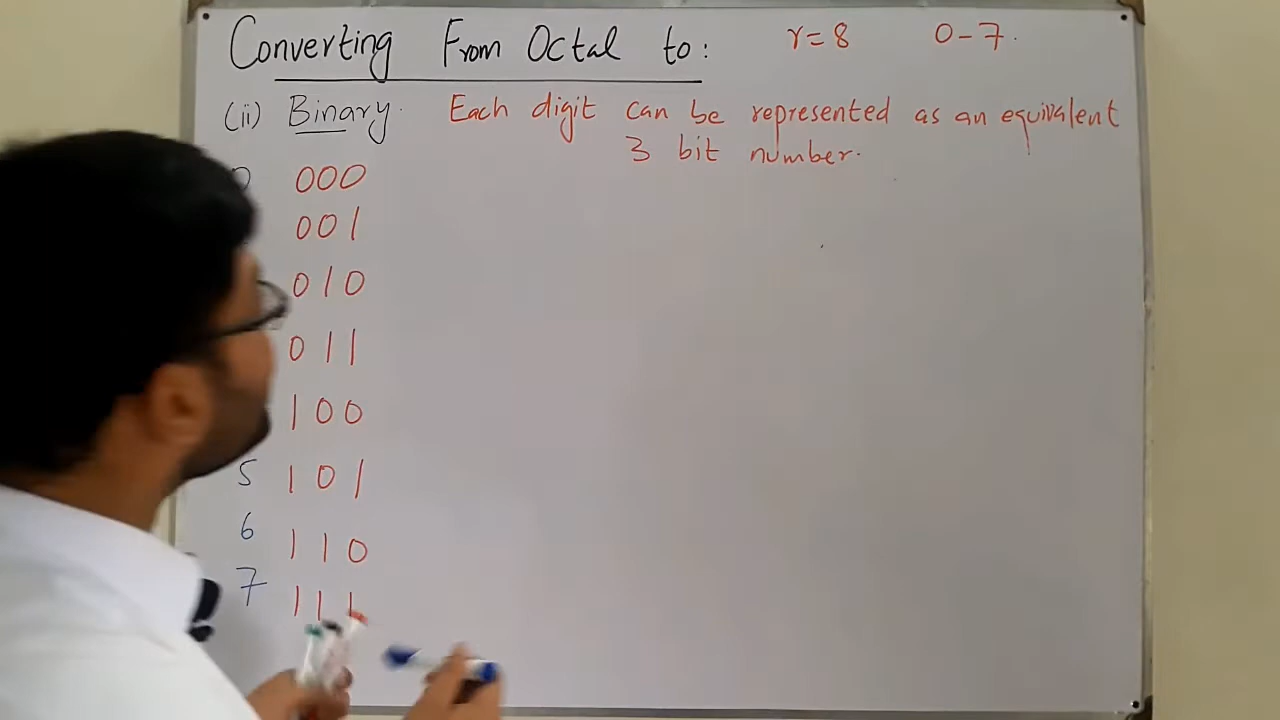 Converting From Octal to: r=8 0-7.
(ii) Binary. Each digit can be represented as an equivalent
3 bit number.
000
001
010
011
100
5 101
6 110
7 111